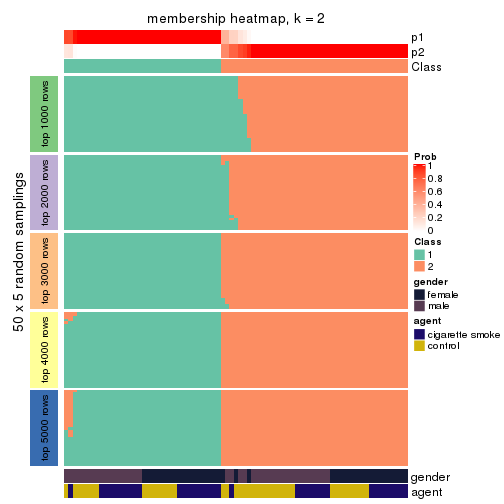 membership heatmap, k = 2
p1
p2
Class
50 x 5 random samplings
top 1000 rows
top 2000 rows
top 3000 rows
top 4000 rows
top 5000 rows
Prob
1
0.8
0.6
0.4
0.2
0
Class
1
2
gender
female
male
agent
cigarette smoke
control
gender
agent